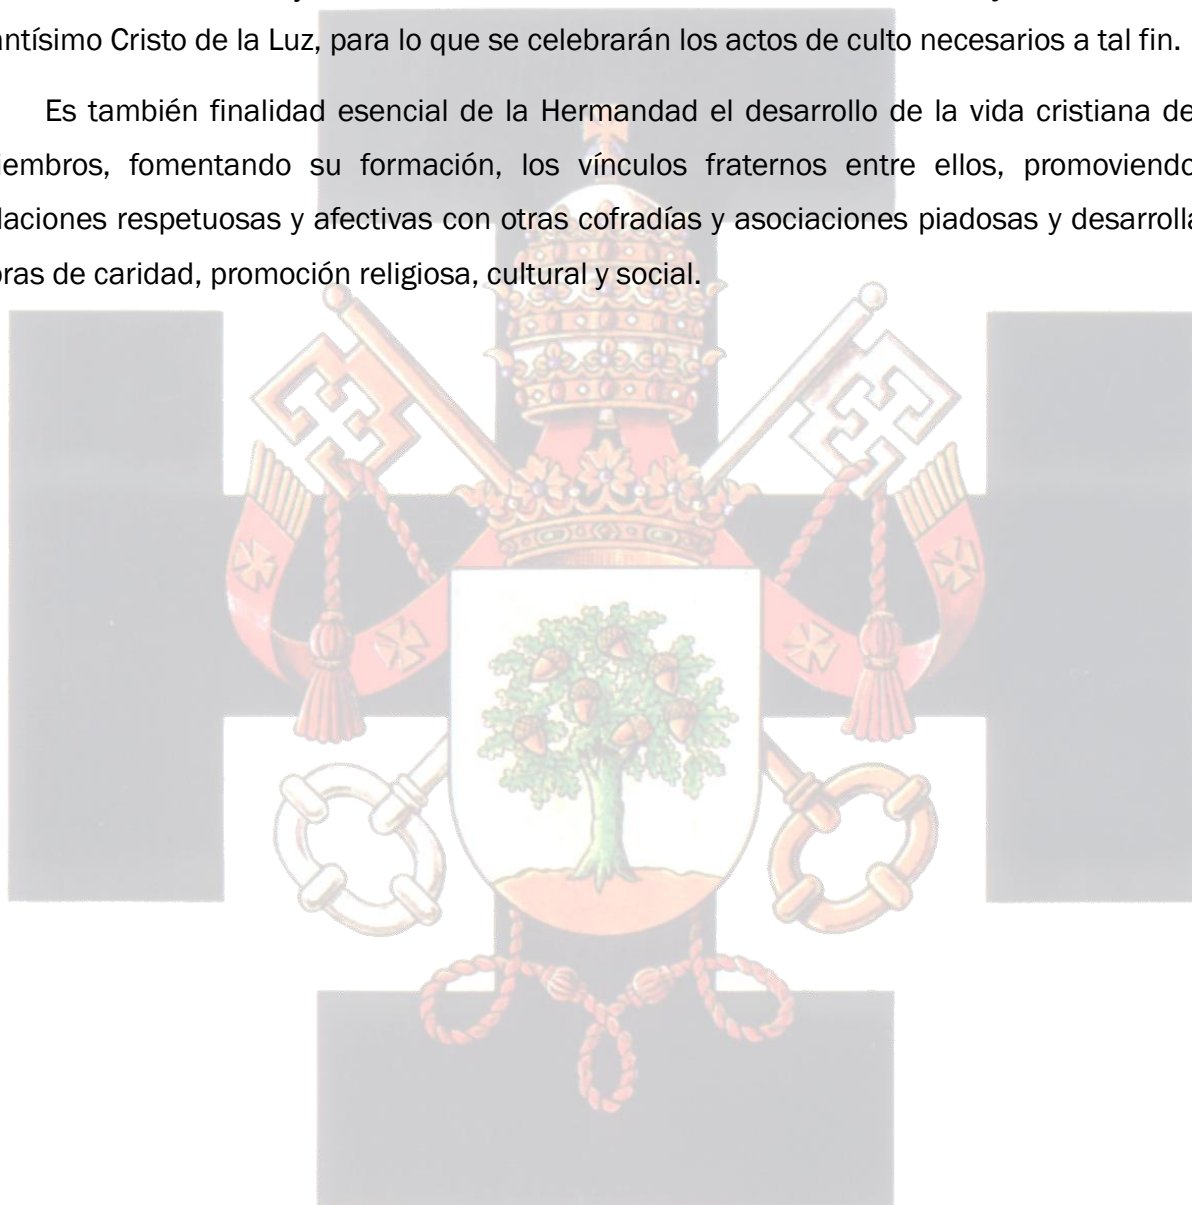 antísimo Cristo de la Luz, para lo que se celebrarán los actos de culto necesarios a tal fin.
Es también finalidad esencial de la Hermandad el desarrollo de la vida cristiana de
iembros, fomentando su formación, los vínculos fraternos entre ellos, promoviendo
laciones respetuosas y afectivas con otras cofradías y asociaciones piadosas y desarrolla
ras de caridad, promoción religiosa, cultural y social.